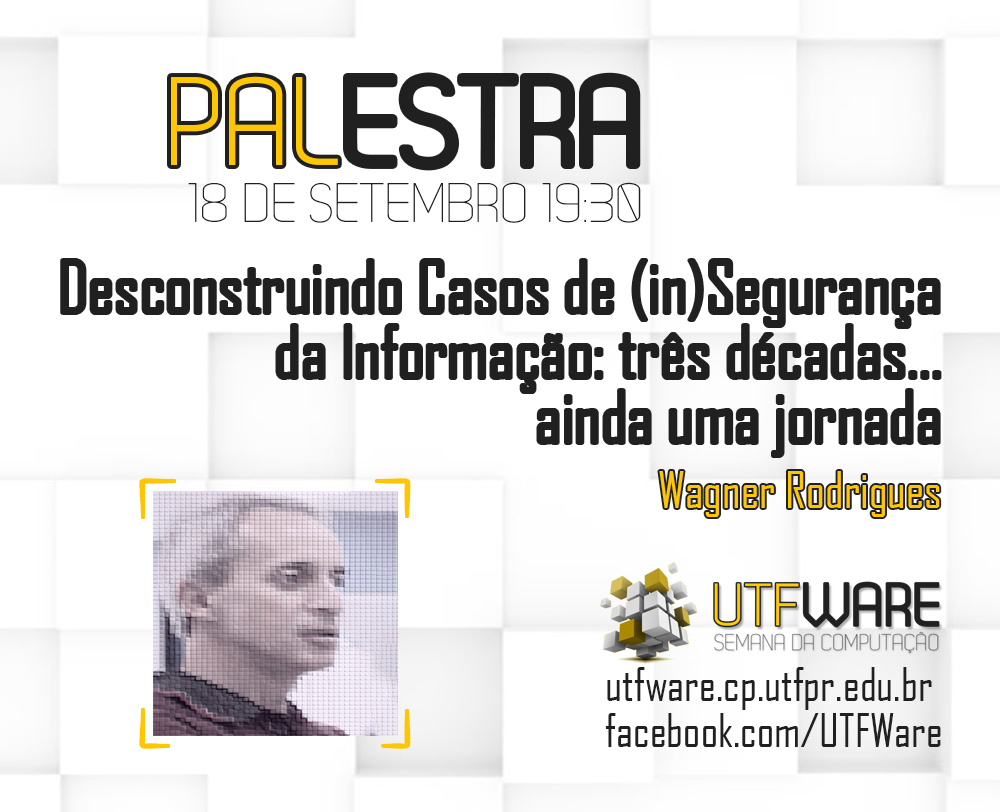 PALESTRA
18 DE SETEMBRO 19:30
Desconstruindo Casos de (in)Segurança
da Informação: três décadas...
ainda uma jornada
Wagner Rodrigues
UTFWARE
SEMANA DA COMPUTAÇÃO
utfware.cp.utfpr.edu.br
facebook.com/UTFWare